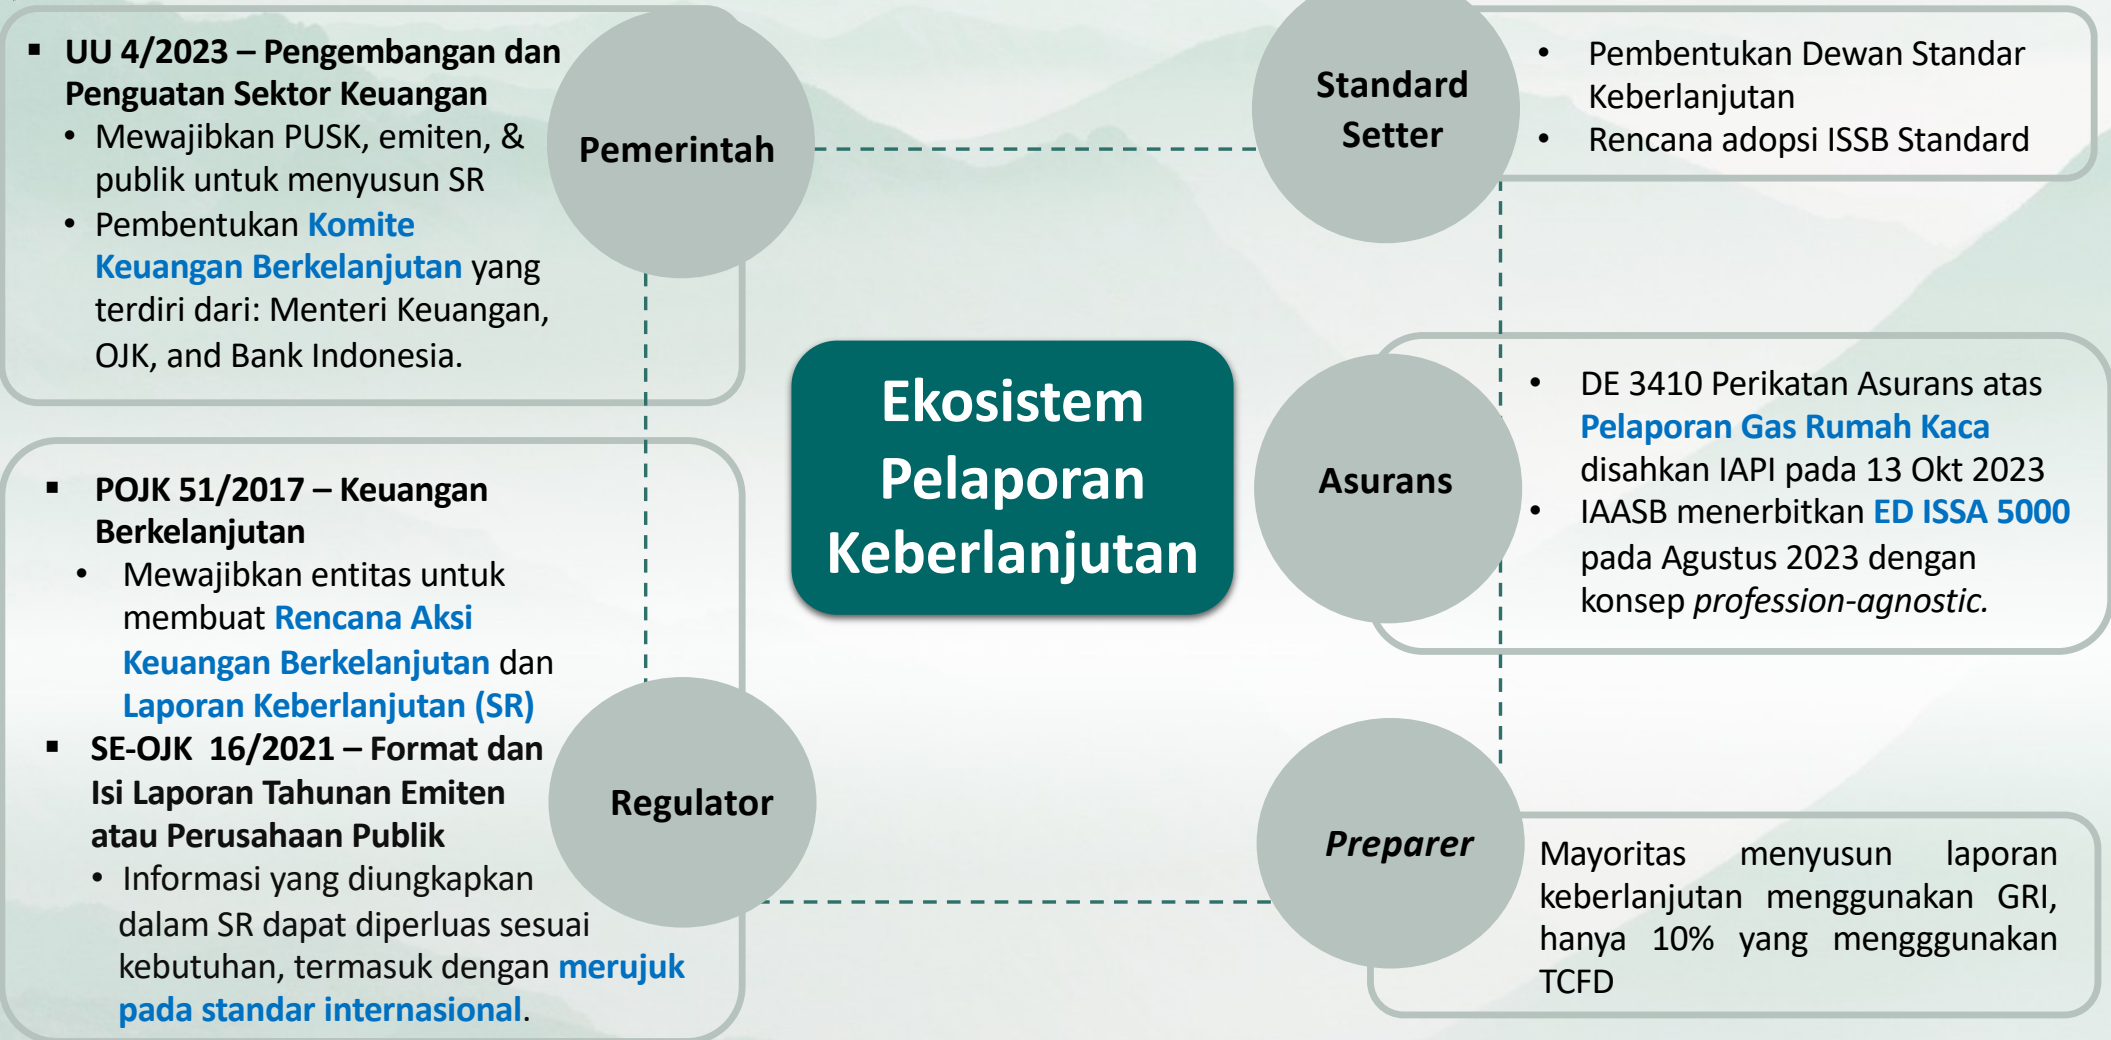 ▪ UU 4/2023 – Pengembangan dan
Penguatan Sektor Keuangan
• Mewajibkan PUSK, emiten, &
publik untuk menyusun SR
• Pembentukan Komite
Keuangan Berkelanjutan yang
terdiri dari: Menteri Keuangan,
OJK, and Bank Indonesia.
Pemerintah
Standard
Setter
• Pembentukan Dewan Standar
Keberlanjutan
• Rencana adopsi ISSB Standard
Ekosistem
Pelaporan
Keberlanjutan
Asurans
• DE 3410 Perikatan Asurans atas
Pelaporan Gas Rumah Kaca
disahkan IAPI pada 13 Okt 2023
• IAASB menerbitkan ED ISSA 5000
pada Agustus 2023 dengan
konsep profession-agnostic.
▪ POJK 51/2017 – Keuangan
Berkelanjutan
• Mewajibkan entitas untuk
membuat Rencana Aksi
Keuangan Berkelanjutan dan
Laporan Keberlanjutan (SR)
▪ SE-OJK 16/2021 – Format dan
Isi Laporan Tahunan Emiten
atau Perusahaan Publik
• Informasi yang diungkapkan
dalam SR dapat diperluas sesuai
kebutuhan, termasuk dengan merujuk
pada standar internasional.
Regulator
Preparer
Mayoritas menyusun laporan
keberlanjutan menggunakan GRI,
hanya 10% yang mengggunakan
TCFD